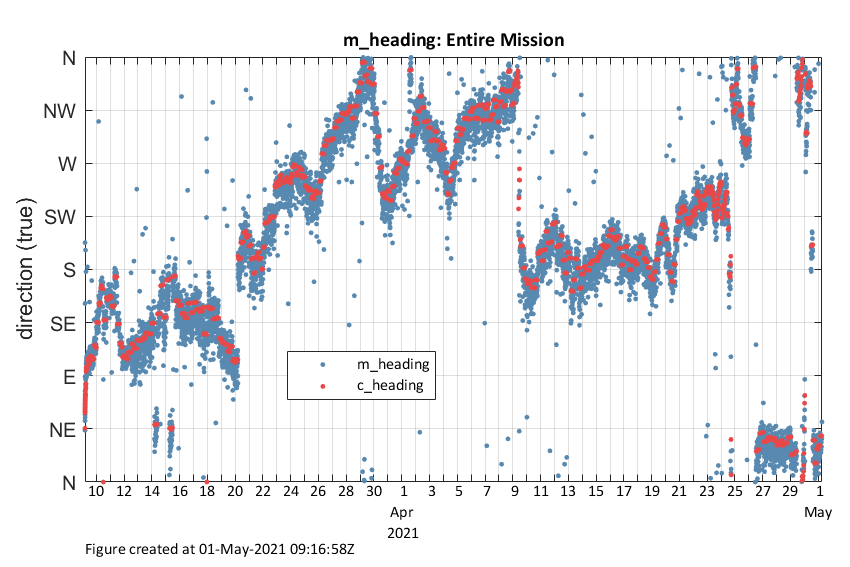 m_heading: Entire Mission
direction (true)
N
NW
W
SW
S
SE
E
NE
N
m_heading
c_heading
10 12 14 16 18 20 22 24 26 28 30 1 3 5 7 9 11 13 15 17 19 21 23 25 27 29 1
Apr May
2021
Figure created at 01-May-2021 09:16:58Z